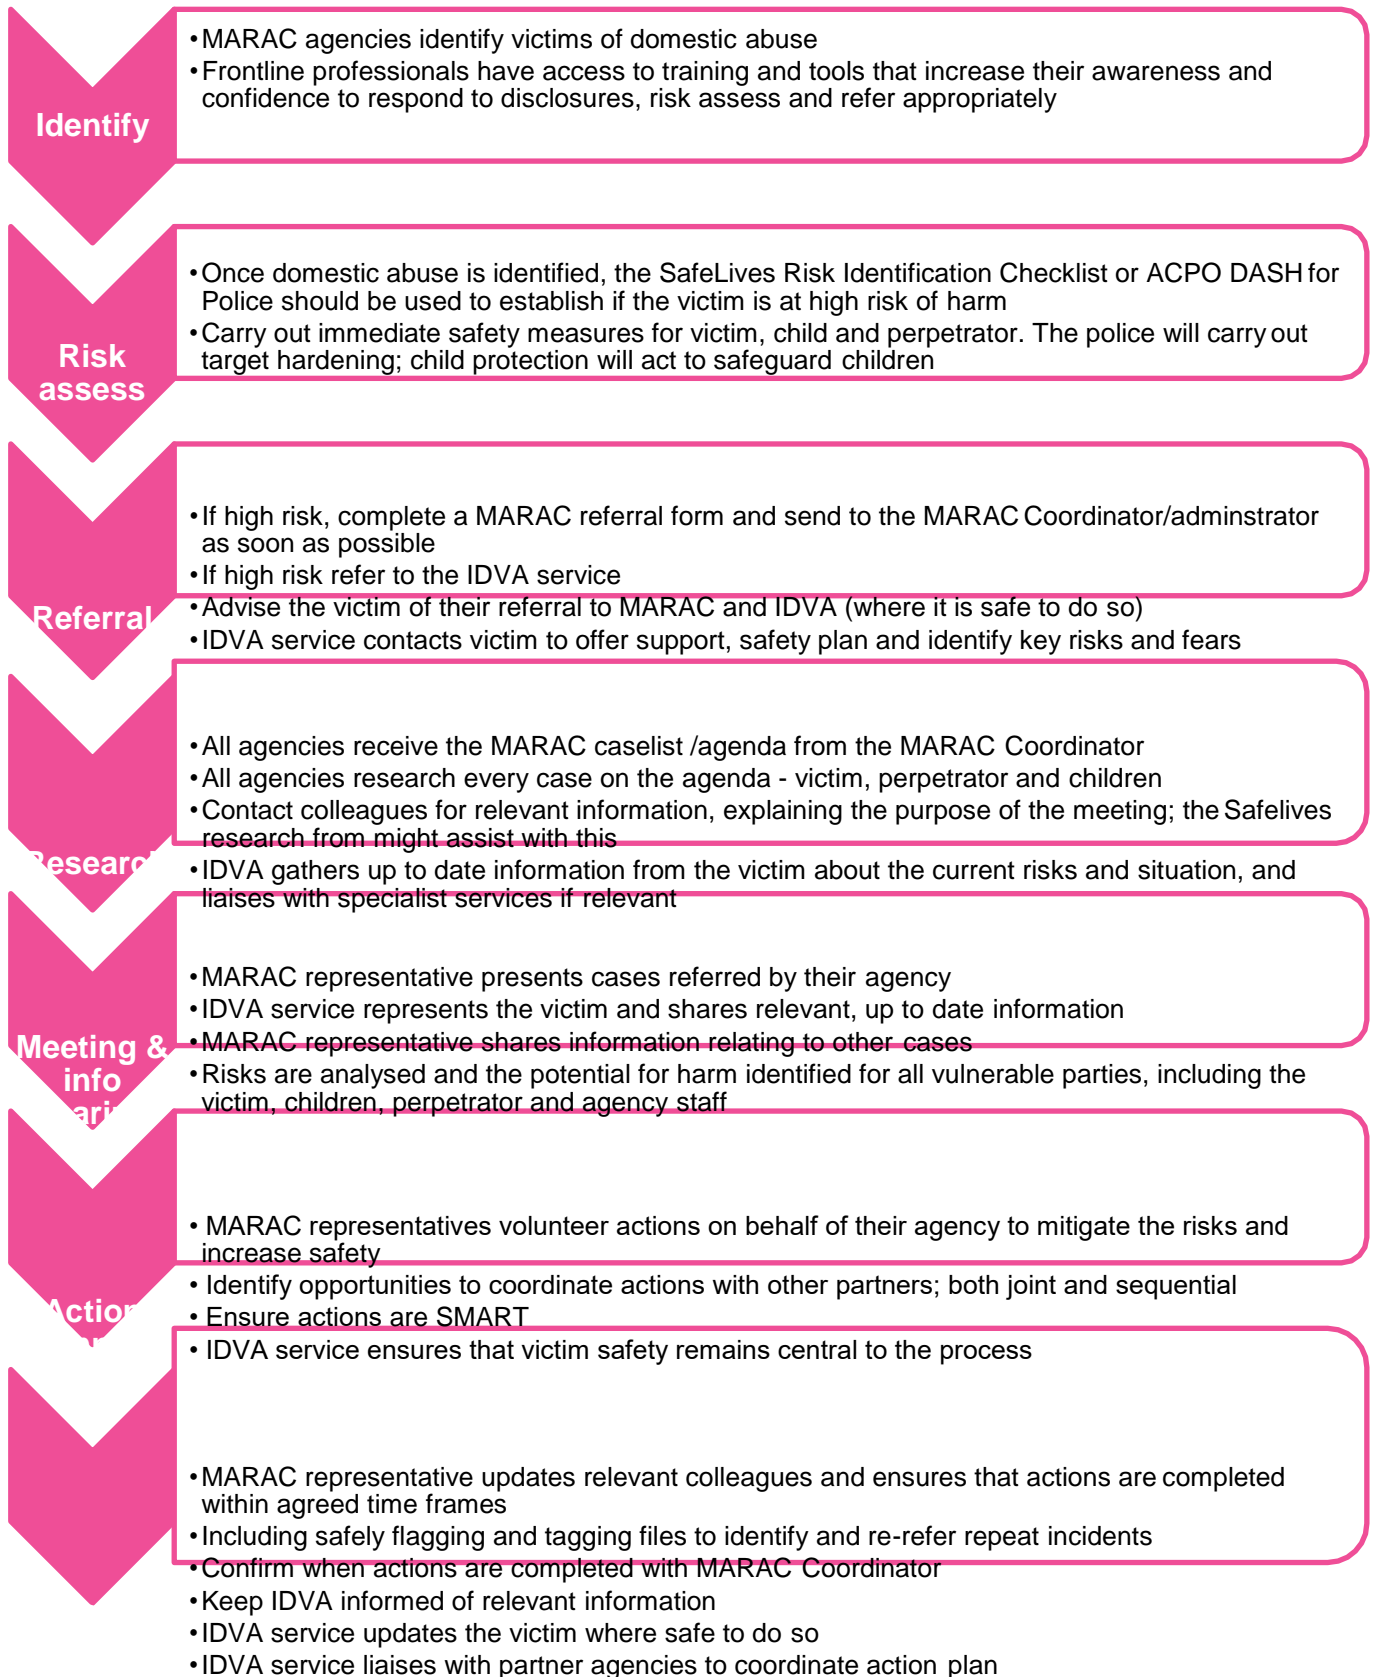 Identify
•MARAC agencies identify victims of domestic abuse
•Frontline professionals have access to training and tools that increase their awareness and
confidence to respond to disclosures, risk assess and refer appropriately
Risk
assess
•Once domestic abuse is identified, the SafeLives Risk Identification Checklist or ACPO DASH for
Police should be used to establish if the victim is at high risk of harm
•Carry out immediate safety measures for victim, child and perpetrator. The police will carry out
target hardening; child protection will act to safeguard children
Referral
•If high risk, complete a MARAC referral form and send to the MARAC Coordinator/adminstrator
as soon as possible
•If high risk refer to the IDVA service
•Advise the victim of their referral to MARAC and IDVA (where it is safe to do so)
•IDVA service contacts victim to offer support, safety plan and identify key risks and fears
Research
•All agencies receive the MARAC caselist /agenda from the MARAC Coordinator
•All agencies research every case on the agenda - victim, perpetrator and children
•Contact colleagues for relevant information, explaining the purpose of the meeting; the Safelives
research from might assist with this
•IDVA gathers up to date information from the victim about the current risks and situation, and
liaises with specialist services if relevant
Meeting &
info
•MARAC representative presents cases referred by their agency
•IDVA service represents the victim and shares relevant, up to date information
•MARAC representative shares information relating to other cases
•Risks are analysed and the potential for harm identified for all vulnerable parties, including the
victim, children, perpetrator and agency staff
Action
• MARAC representatives volunteer actions on behalf of their agency to mitigate the risks and
increase safety
• Identify opportunities to coordinate actions with other partners; both joint and sequential
• Ensure actions are SMART
• IDVA service ensures that victim safety remains central to the process
•MARAC representative updates relevant colleagues and ensures that actions are completed
within agreed time frames
•Including safely flagging and tagging files to identify and re-refer repeat incidents
•Confirm when actions are completed with MARAC Coordinator
•Keep IDVA informed of relevant information
•IDVA service updates the victim where safe to do so
•IDVA service liaises with partner agencies to coordinate action plan